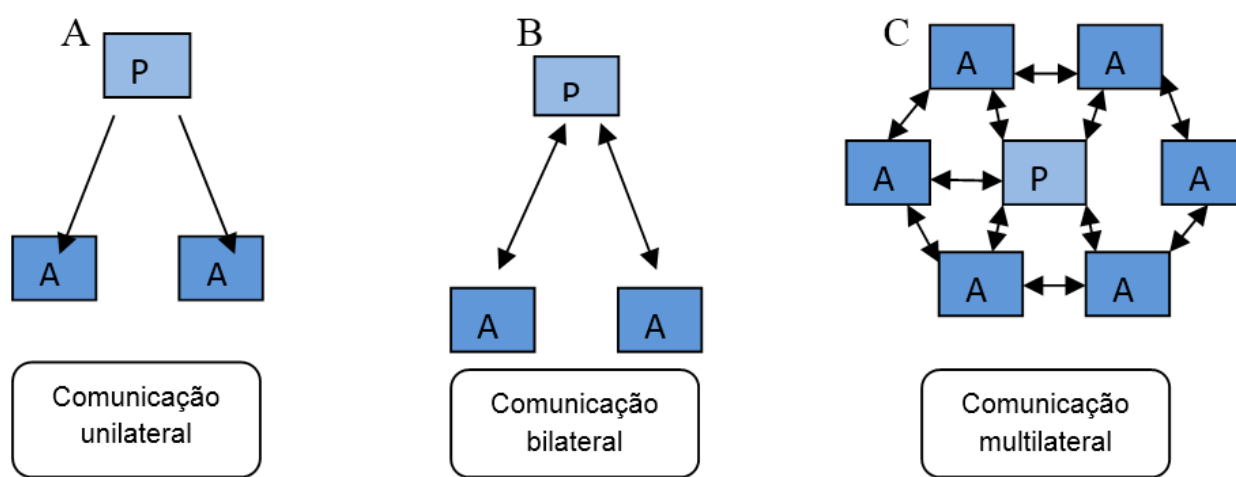 A
P
A
A
Comunicação
unilateral
B
P
A
A
Comunicação
bilateral
C
A
A
A
P
A
A
A
Comunicação
multilateral